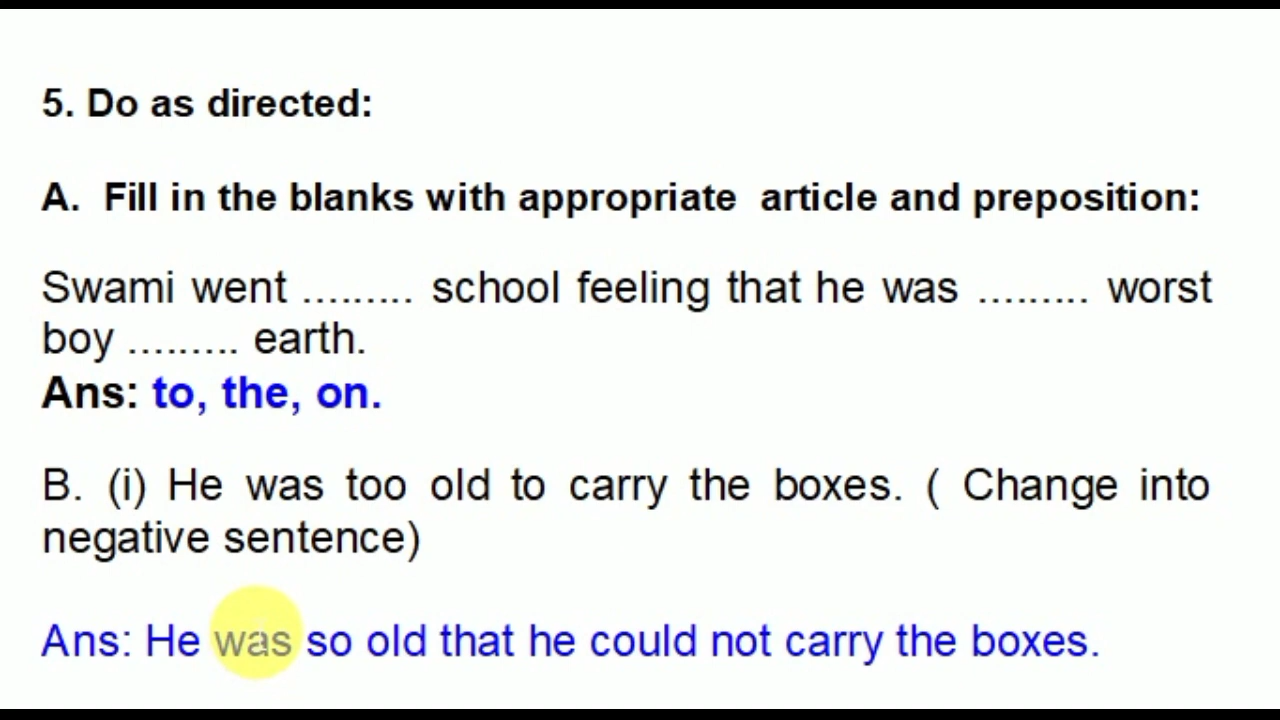 5. Do as directed:
A. Fill in the blanks with appropriate article and preposition:
Swami went ......... school feeling that he was ......... worst
boy ......... earth.
Ans: to, the, on.
B. (i) He was too old to carry the boxes. ( Change into
negative sentence)
Ans: He was so old that he could not carry the boxes.